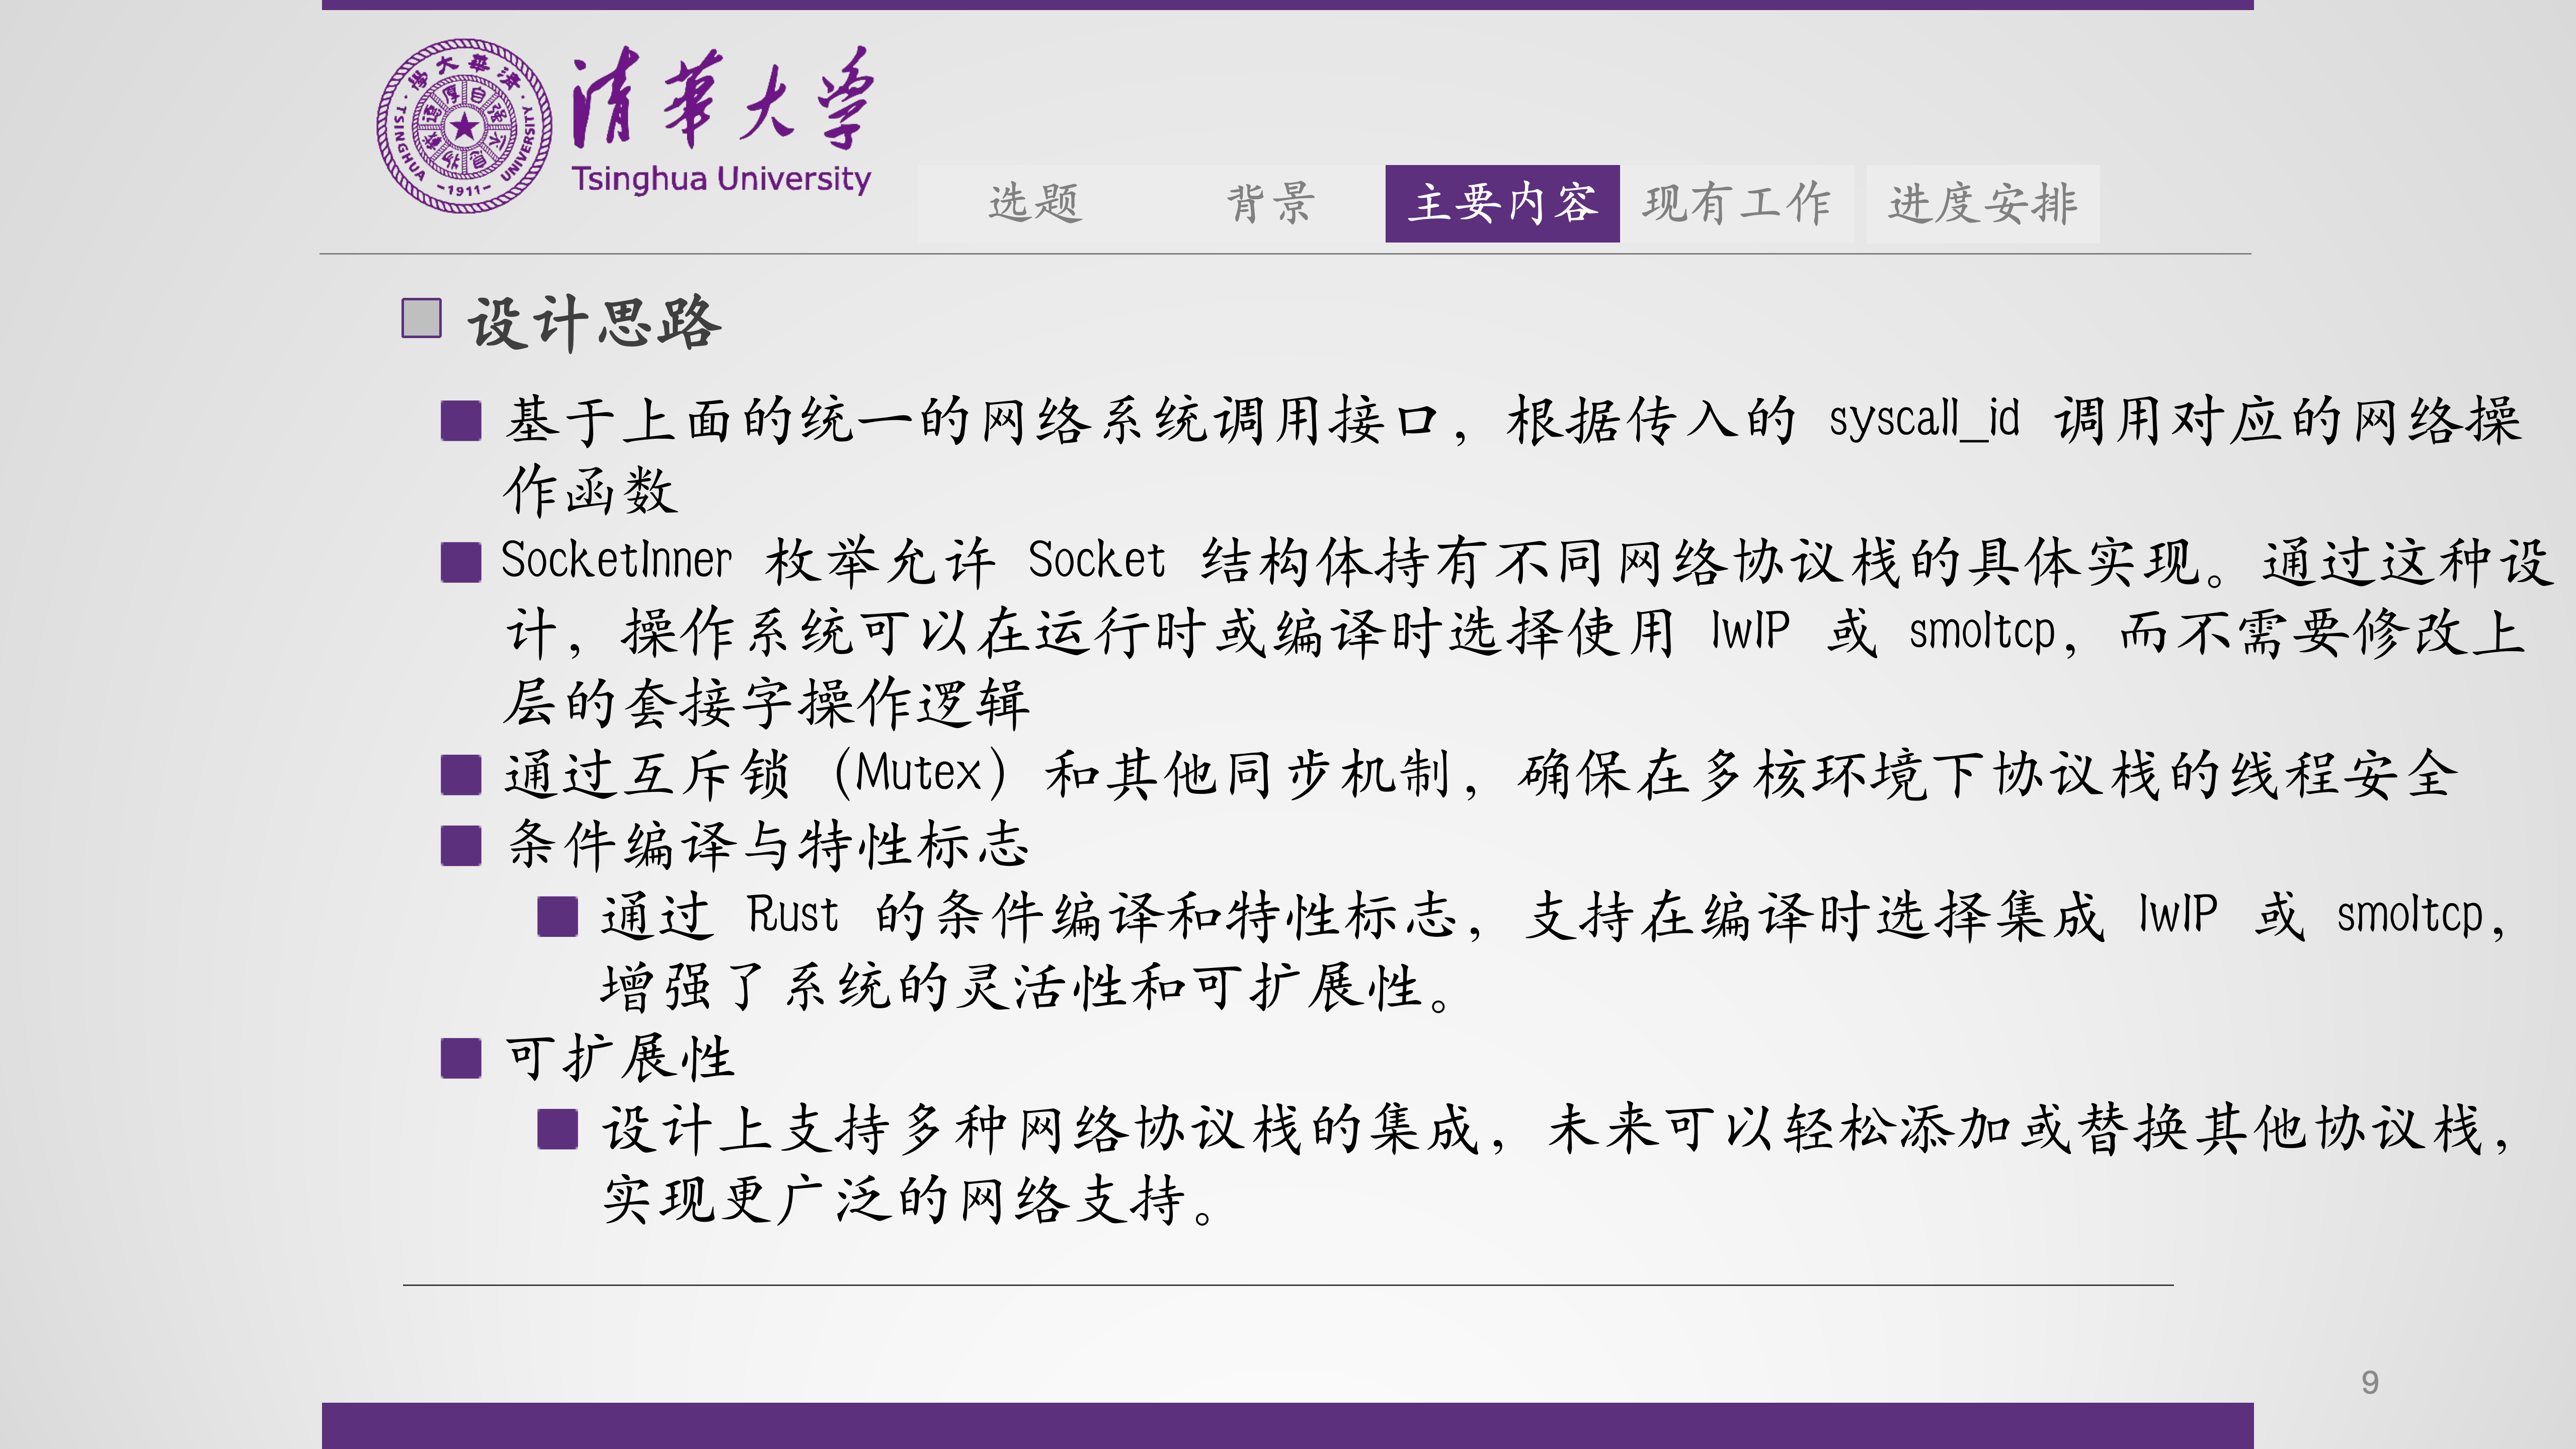 清華大学
Tsinghua University
學大華清
自强不息
厚德載物
TSINGHUA -1911- UNIVERSITY
选题 背景 主要内容 现有工作 进度安排
设计思路
基于上面的统一的网络系统调用接口，根据传入的 syscall_id 调用对应的网络操
作函数
SocketInner 枚举允许 Socket 结构体持有不同网络协议栈的具体实现。通过这种设
计，操作系统可以在运行时或编译时选择使用 lwIP 或 smoltcp，而不需要修改上
层的套接字操作逻辑
通过互斥锁（Mutex）和其他同步机制，确保在多核环境下协议栈的线程安全
条件编译与特性标志
通过 Rust 的条件编译和特性标志，支持在编译时选择集成 lwIP 或 smoltcp，
增强了系统的灵活性和可扩展性。
可扩展性
设计上支持多种网络协议栈的集成，未来可以轻松添加或替换其他协议栈，
实现更广泛的网络支持。
9